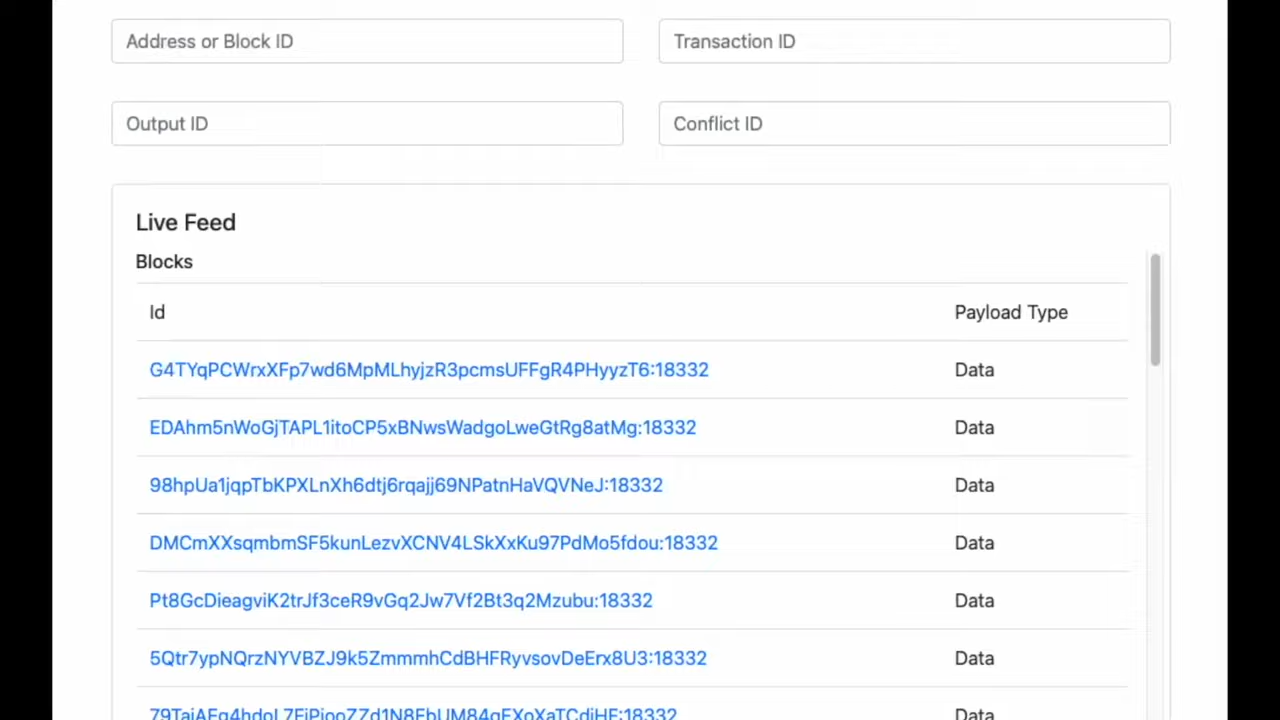 Address or Block ID
Transaction ID
Output ID
Conflict ID
Live Feed
Blocks
Id Payload Type
G4TYqPCWrxXFp7wd6MpMLhyjzR3pcmsUFFgR4PHyyzT6:18332 Data
EDAhm5nWoGjTAPL1itoCP5xBNwsWadgoLweGtRg8atMg:18332 Data
98hpUa1jqpTbKPXLnXh6dtj6rqajj69NPatnHaVQVNeJ:18332 Data
DMCmXXsqmbmSF5kunLezvXCNV4LSkXxKu97PdMo5fdou:18332 Data
Pt8GcDieagviK2trJf3ceR9vGq2Jw7Vf2Bt3q2Mzubu:18332 Data
5Qtr7ypNQrzNYVBZJ9k5ZmmmhCdBHFRyvsovDeErx8U3:18332 Data
Data